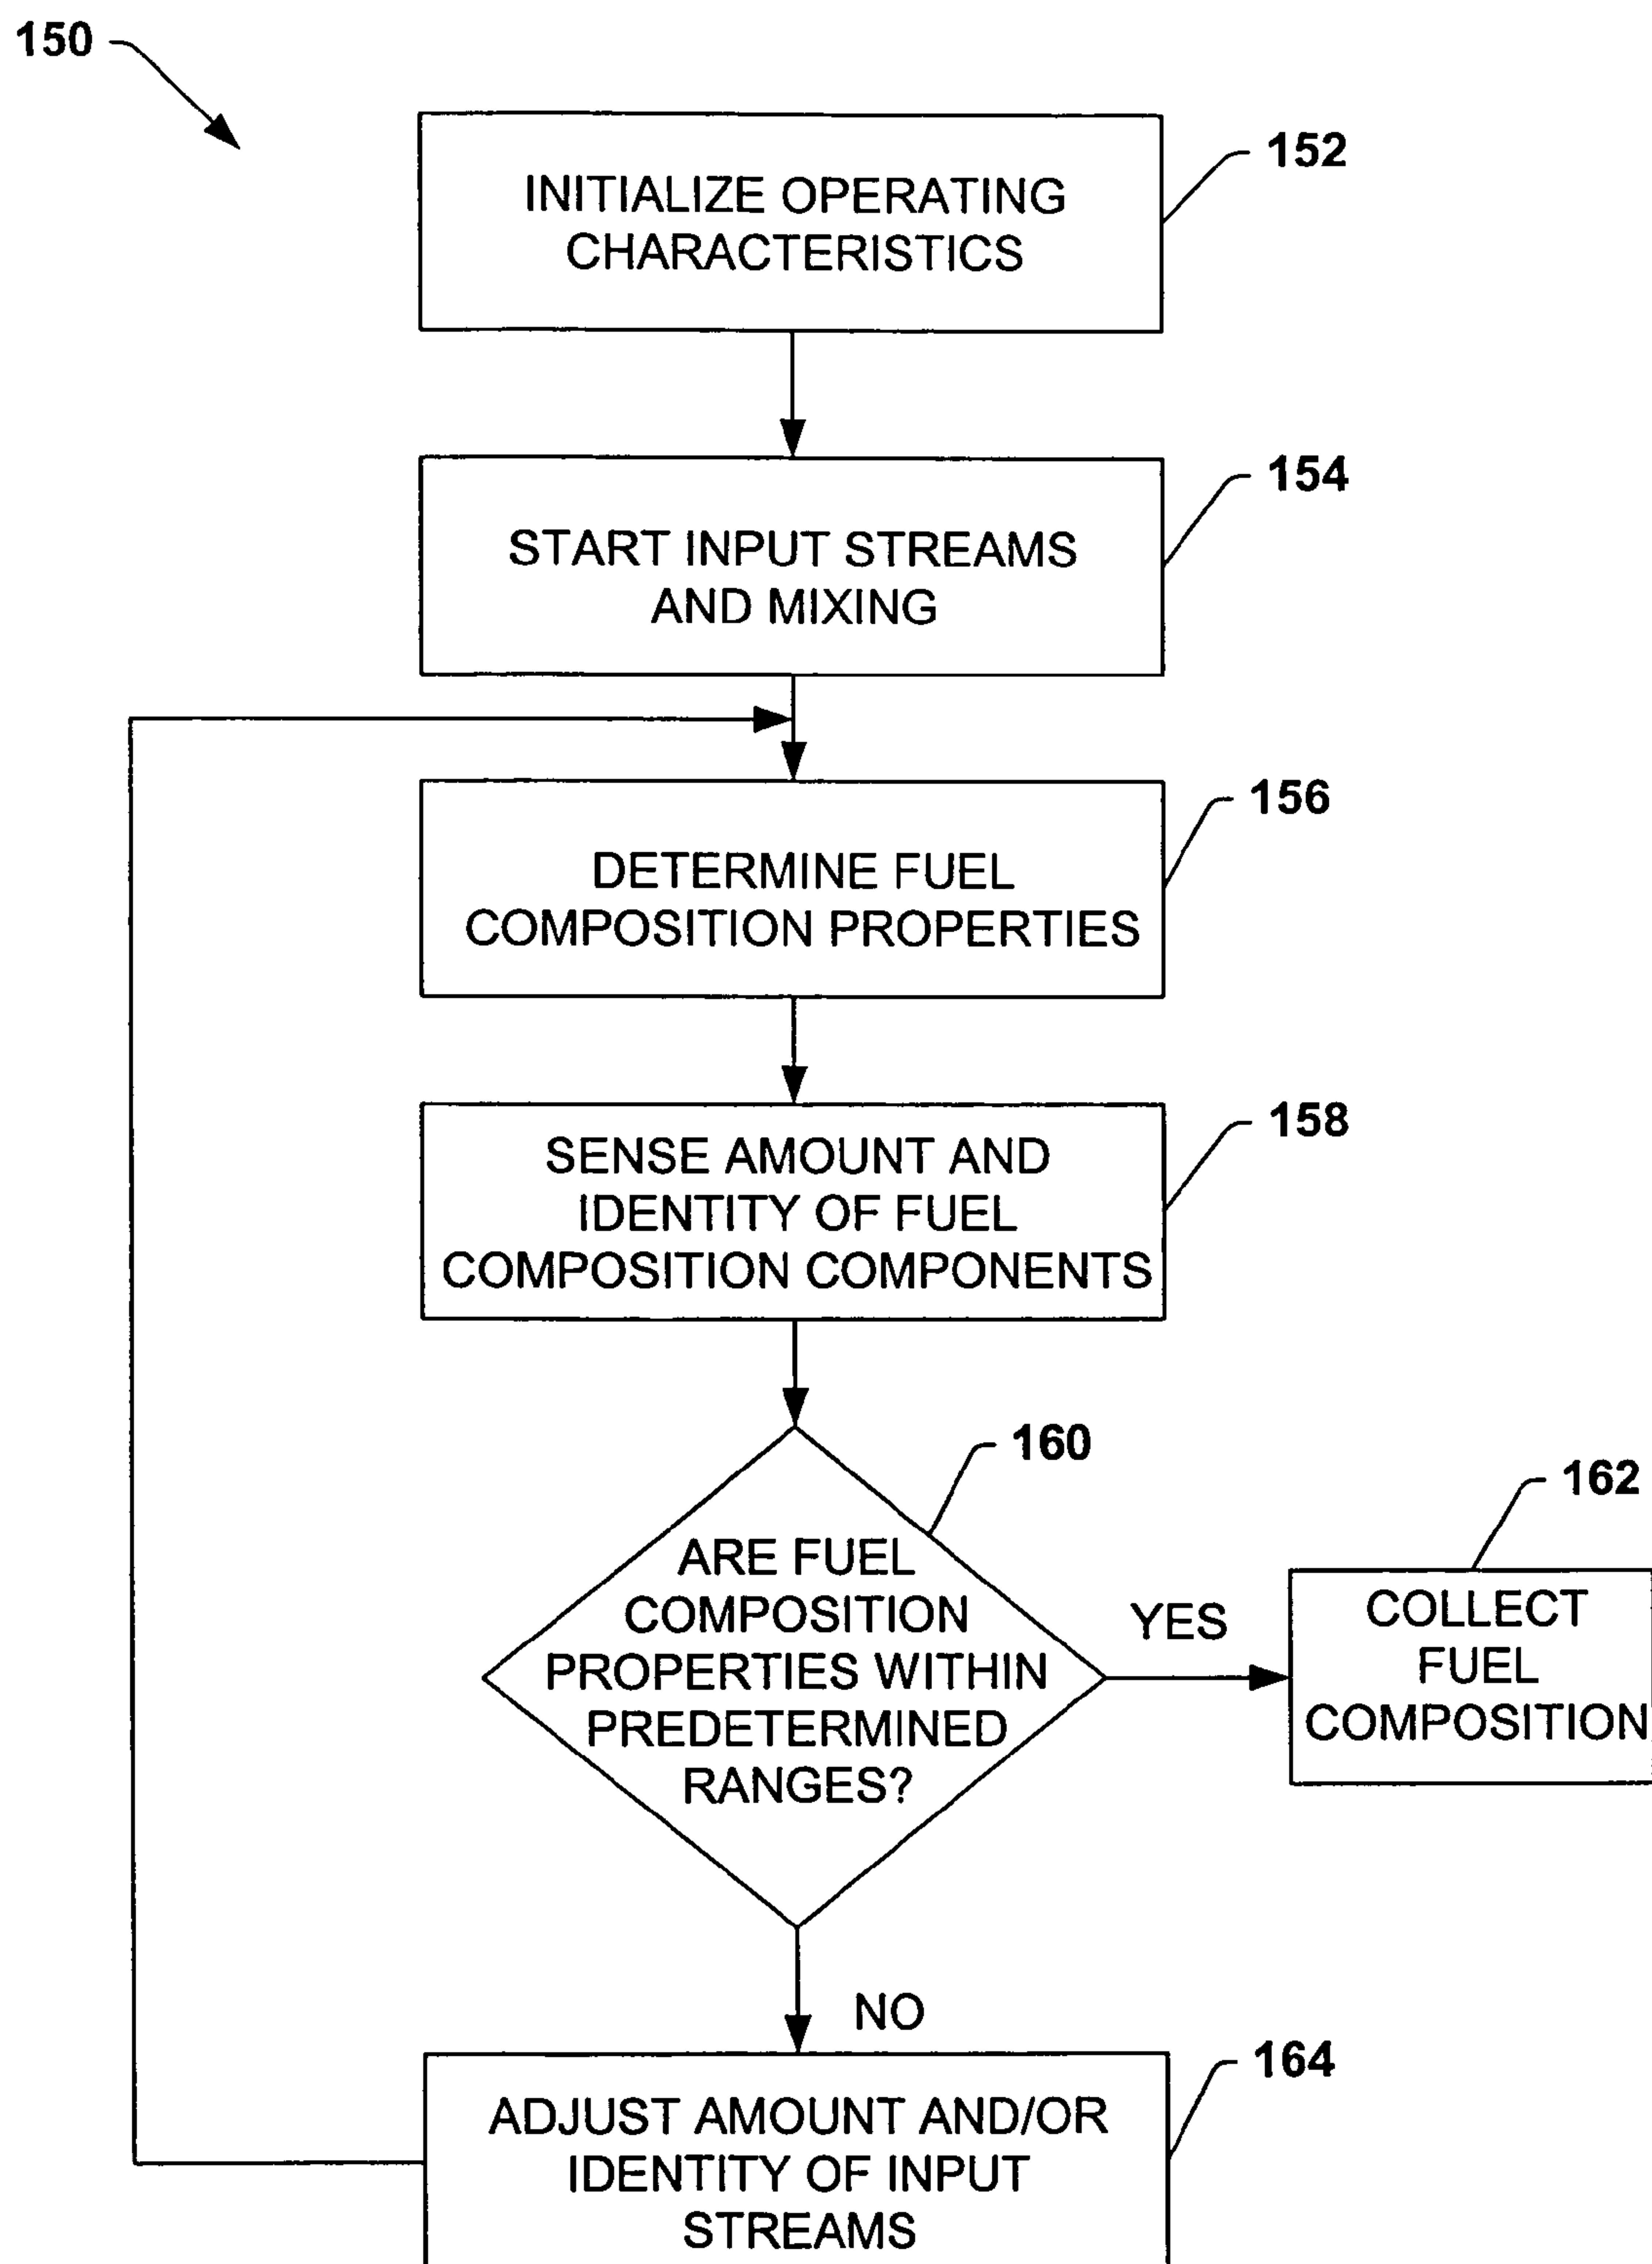 150
152
INITIALIZE OPERATING
CHARACTERISTICS
154
START INPUT STREAMS
AND MIXING
156
DETERMINE FUEL
COMPOSITION PROPERTIES
158
SENSE AMOUNT AND
IDENTITY OF FUEL
COMPOSITION COMPONENTS
160
ARE FUEL
COMPOSITION
PROPERTIES WITHIN
PREDETERMINED
RANGES?
YES
162
COLLECT
FUEL
COMPOSITION
NO
164
ADJUST AMOUNT AND/OR
IDENTITY OF INPUT
STREAMS